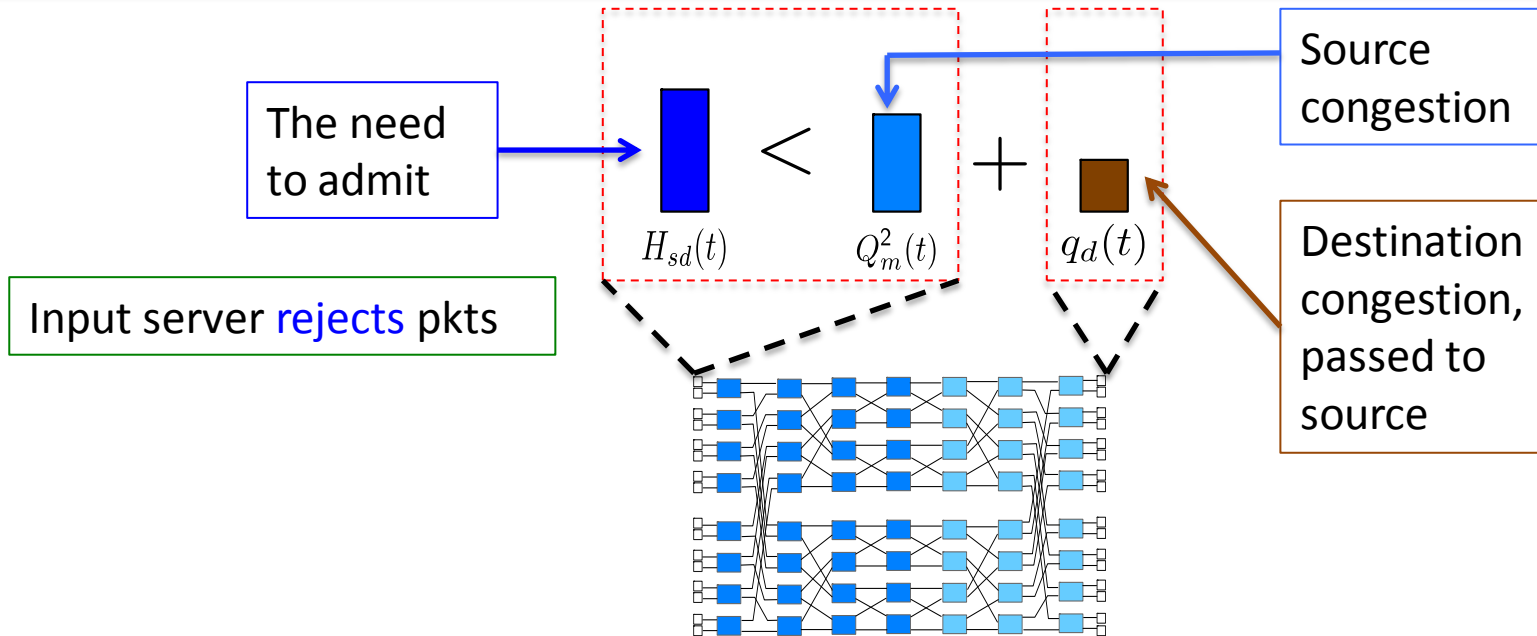 Source
congestion
The need
to admit
<
+
H_{sd}(t)
Q_m^2(t)
q_d(t)
Destination
congestion,
passed to
source
Input server rejects pkts